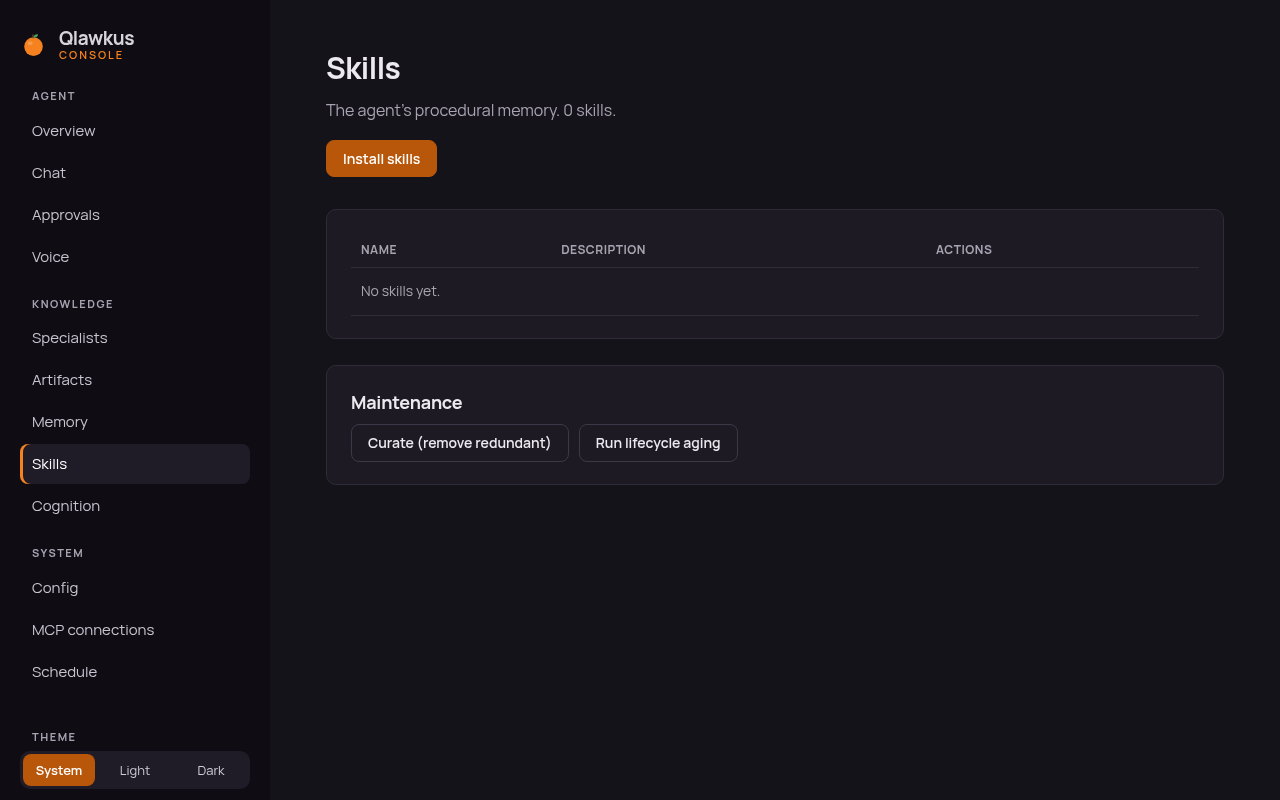 Qlawkus
CONSOLE
AGENT
Overview
Chat
Approvals
Voice
KNOWLEDGE
Specialists
Artifacts
Memory
Skills
Cognition
SYSTEM
Config
MCP connections
Schedule
THEME
System Light Dark
Skills
The agent's procedural memory. 0 skills.
Install skills
NAME DESCRIPTION ACTIONS
No skills yet.
Maintenance
Curate (remove redundant) Run lifecycle aging